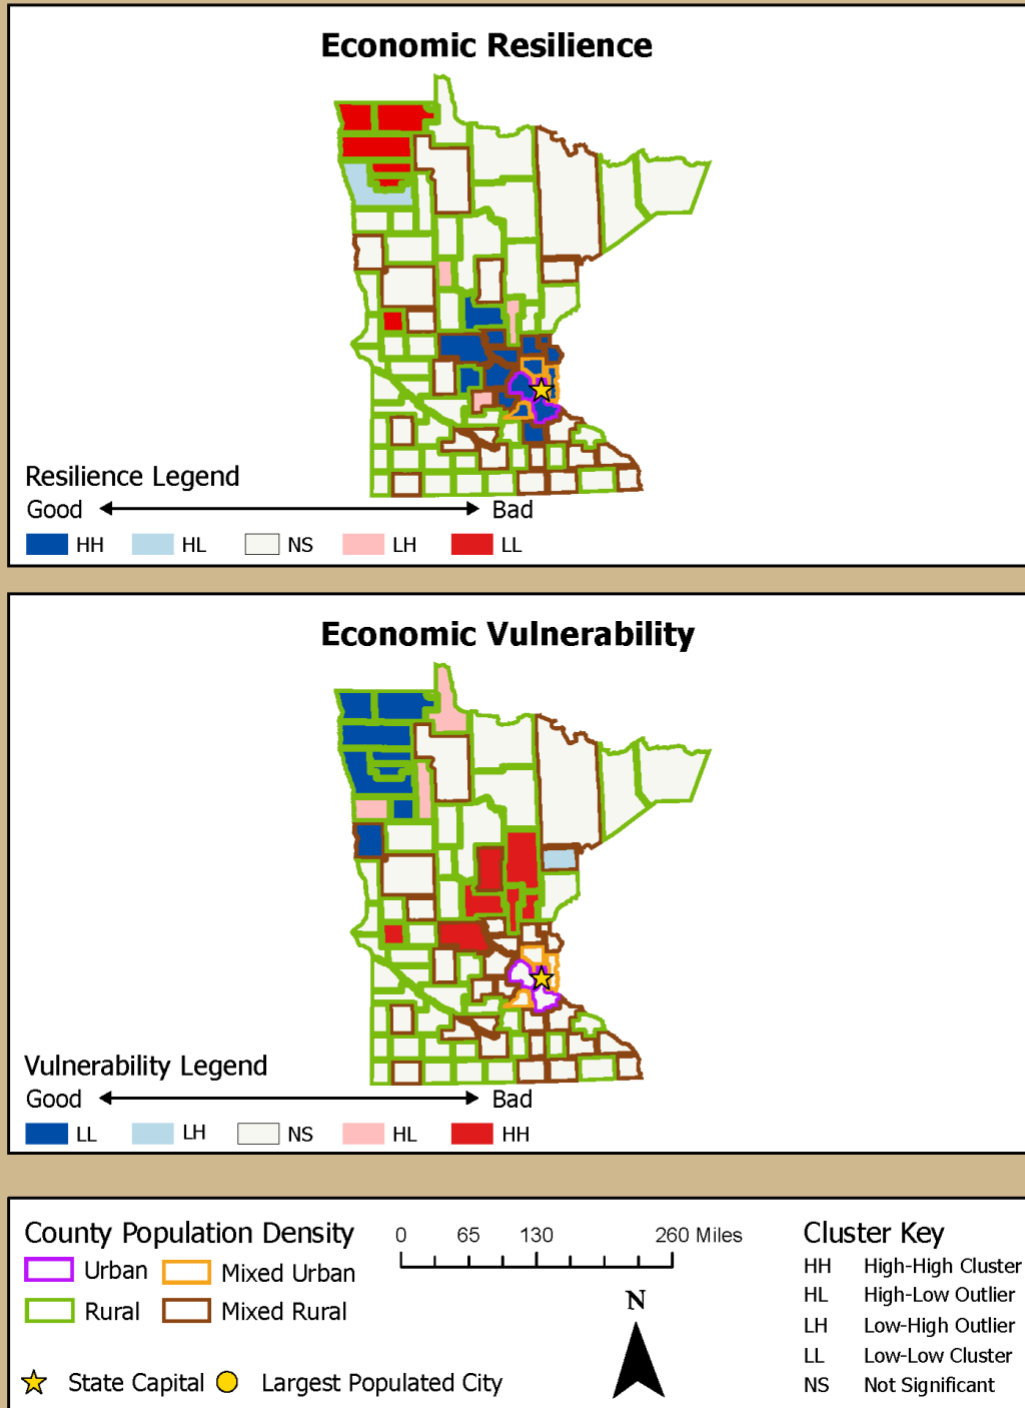 Economic Resilience
Resilience Legend
Good Bad
HH HL NS LH LL
Economic Vulnerability
Vulnerability Legend
Good Bad
LL LH NS HL HH
County Population Density
Urban Mixed Urban
Rural Mixed Rural
State Capital Largest Populated City
0 65 130 260 Miles
N
Cluster Key
HH High-High Cluster
HL High-Low Outlier
LH Low-High Outlier
LL Low-Low Cluster
NS Not Significant